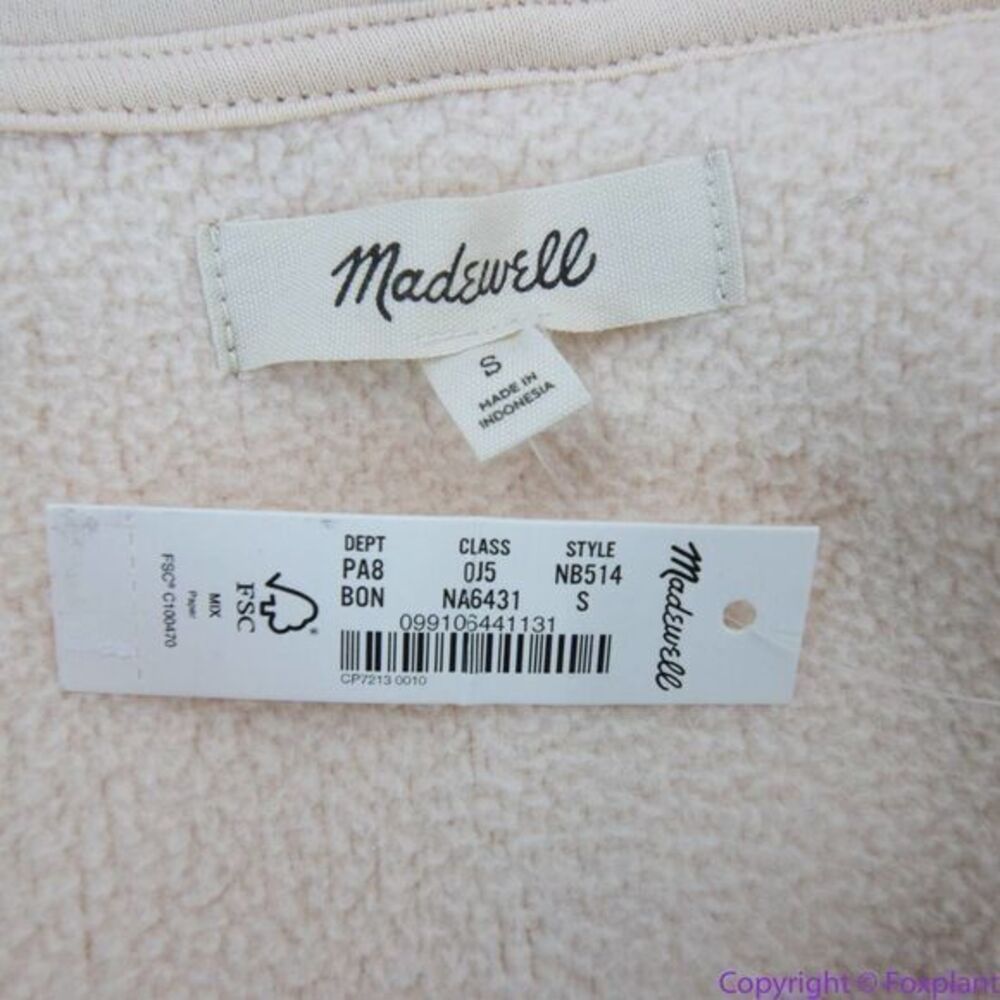 Madewell
S
MADE IN
INDONESIA
DEPT CLASS STYLE
PA8 0J5 NB514
BON NA6431 S
099106441131
CP7213 0010
FSC
MIX
Paper
FSC® C100470
Madewell
Copyright © Foxplant